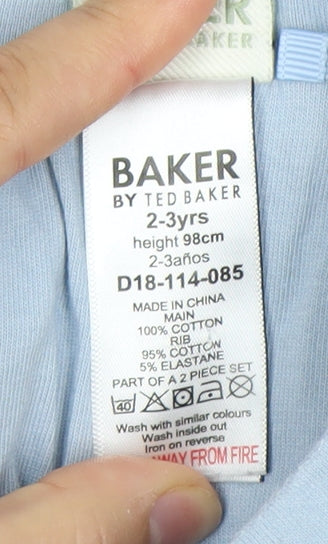 ER
BAKER
BAKER
BY TED BAKER
2-3yrs
height 98cm
2-3años
D18-114-085
MADE IN CHINA
MAIN
100% COTTON
RIB
95% COTTON
5% ELASTANE
PART OF A 2 PIECE SET
40
Wash with similar colours
Wash inside out
Iron on reverse
AWAY FROM FIRE